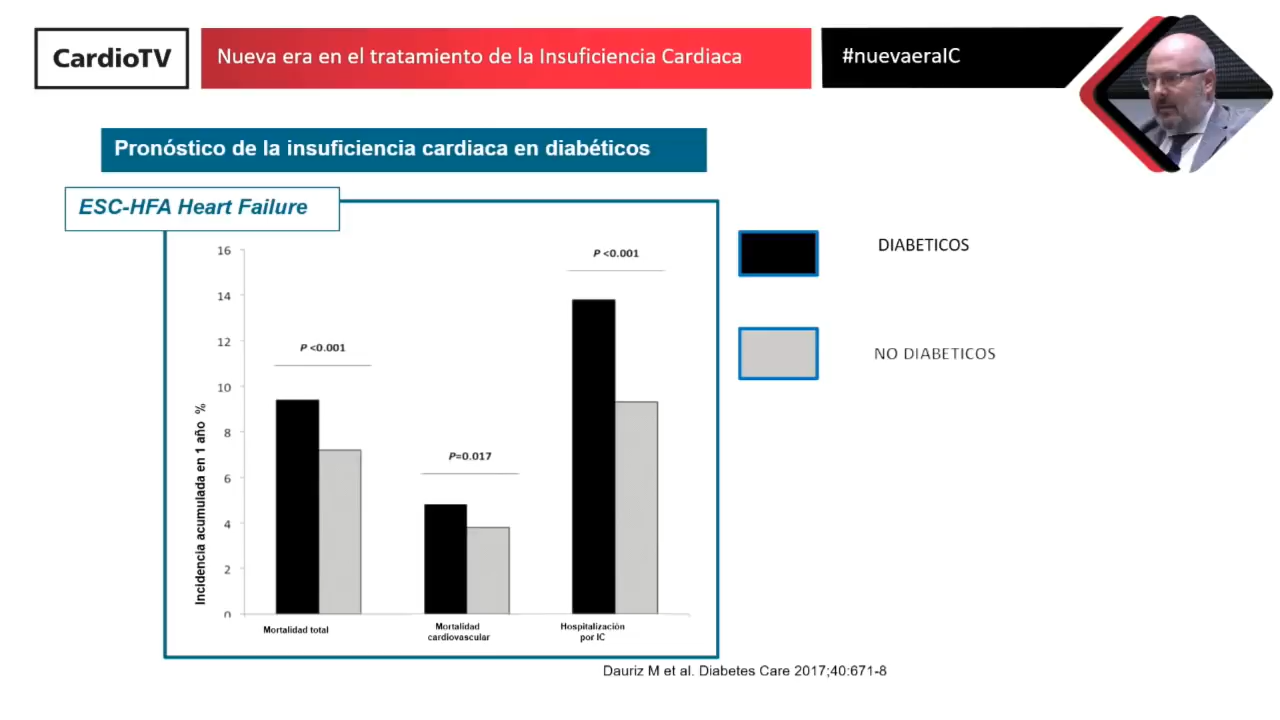 CardioTV
Nueva era en el tratamiento de la Insuficiencia Cardiaca
#nuevaeraIC
Pronóstico de la insuficiencia cardiaca en diabéticos
ESC-HFA Heart Failure
DIABETICOS
NO DIABETICOS
Incidencia acumulada en 1 año %
16
14
12
10
8
6
4
2
0
P <0.001
P=0.017
P <0.001
Mortalidad total
Mortalidad
cardiovascular
Hospitalización
por IC
Dauriz M et al. Diabetes Care 2017;40:671-8